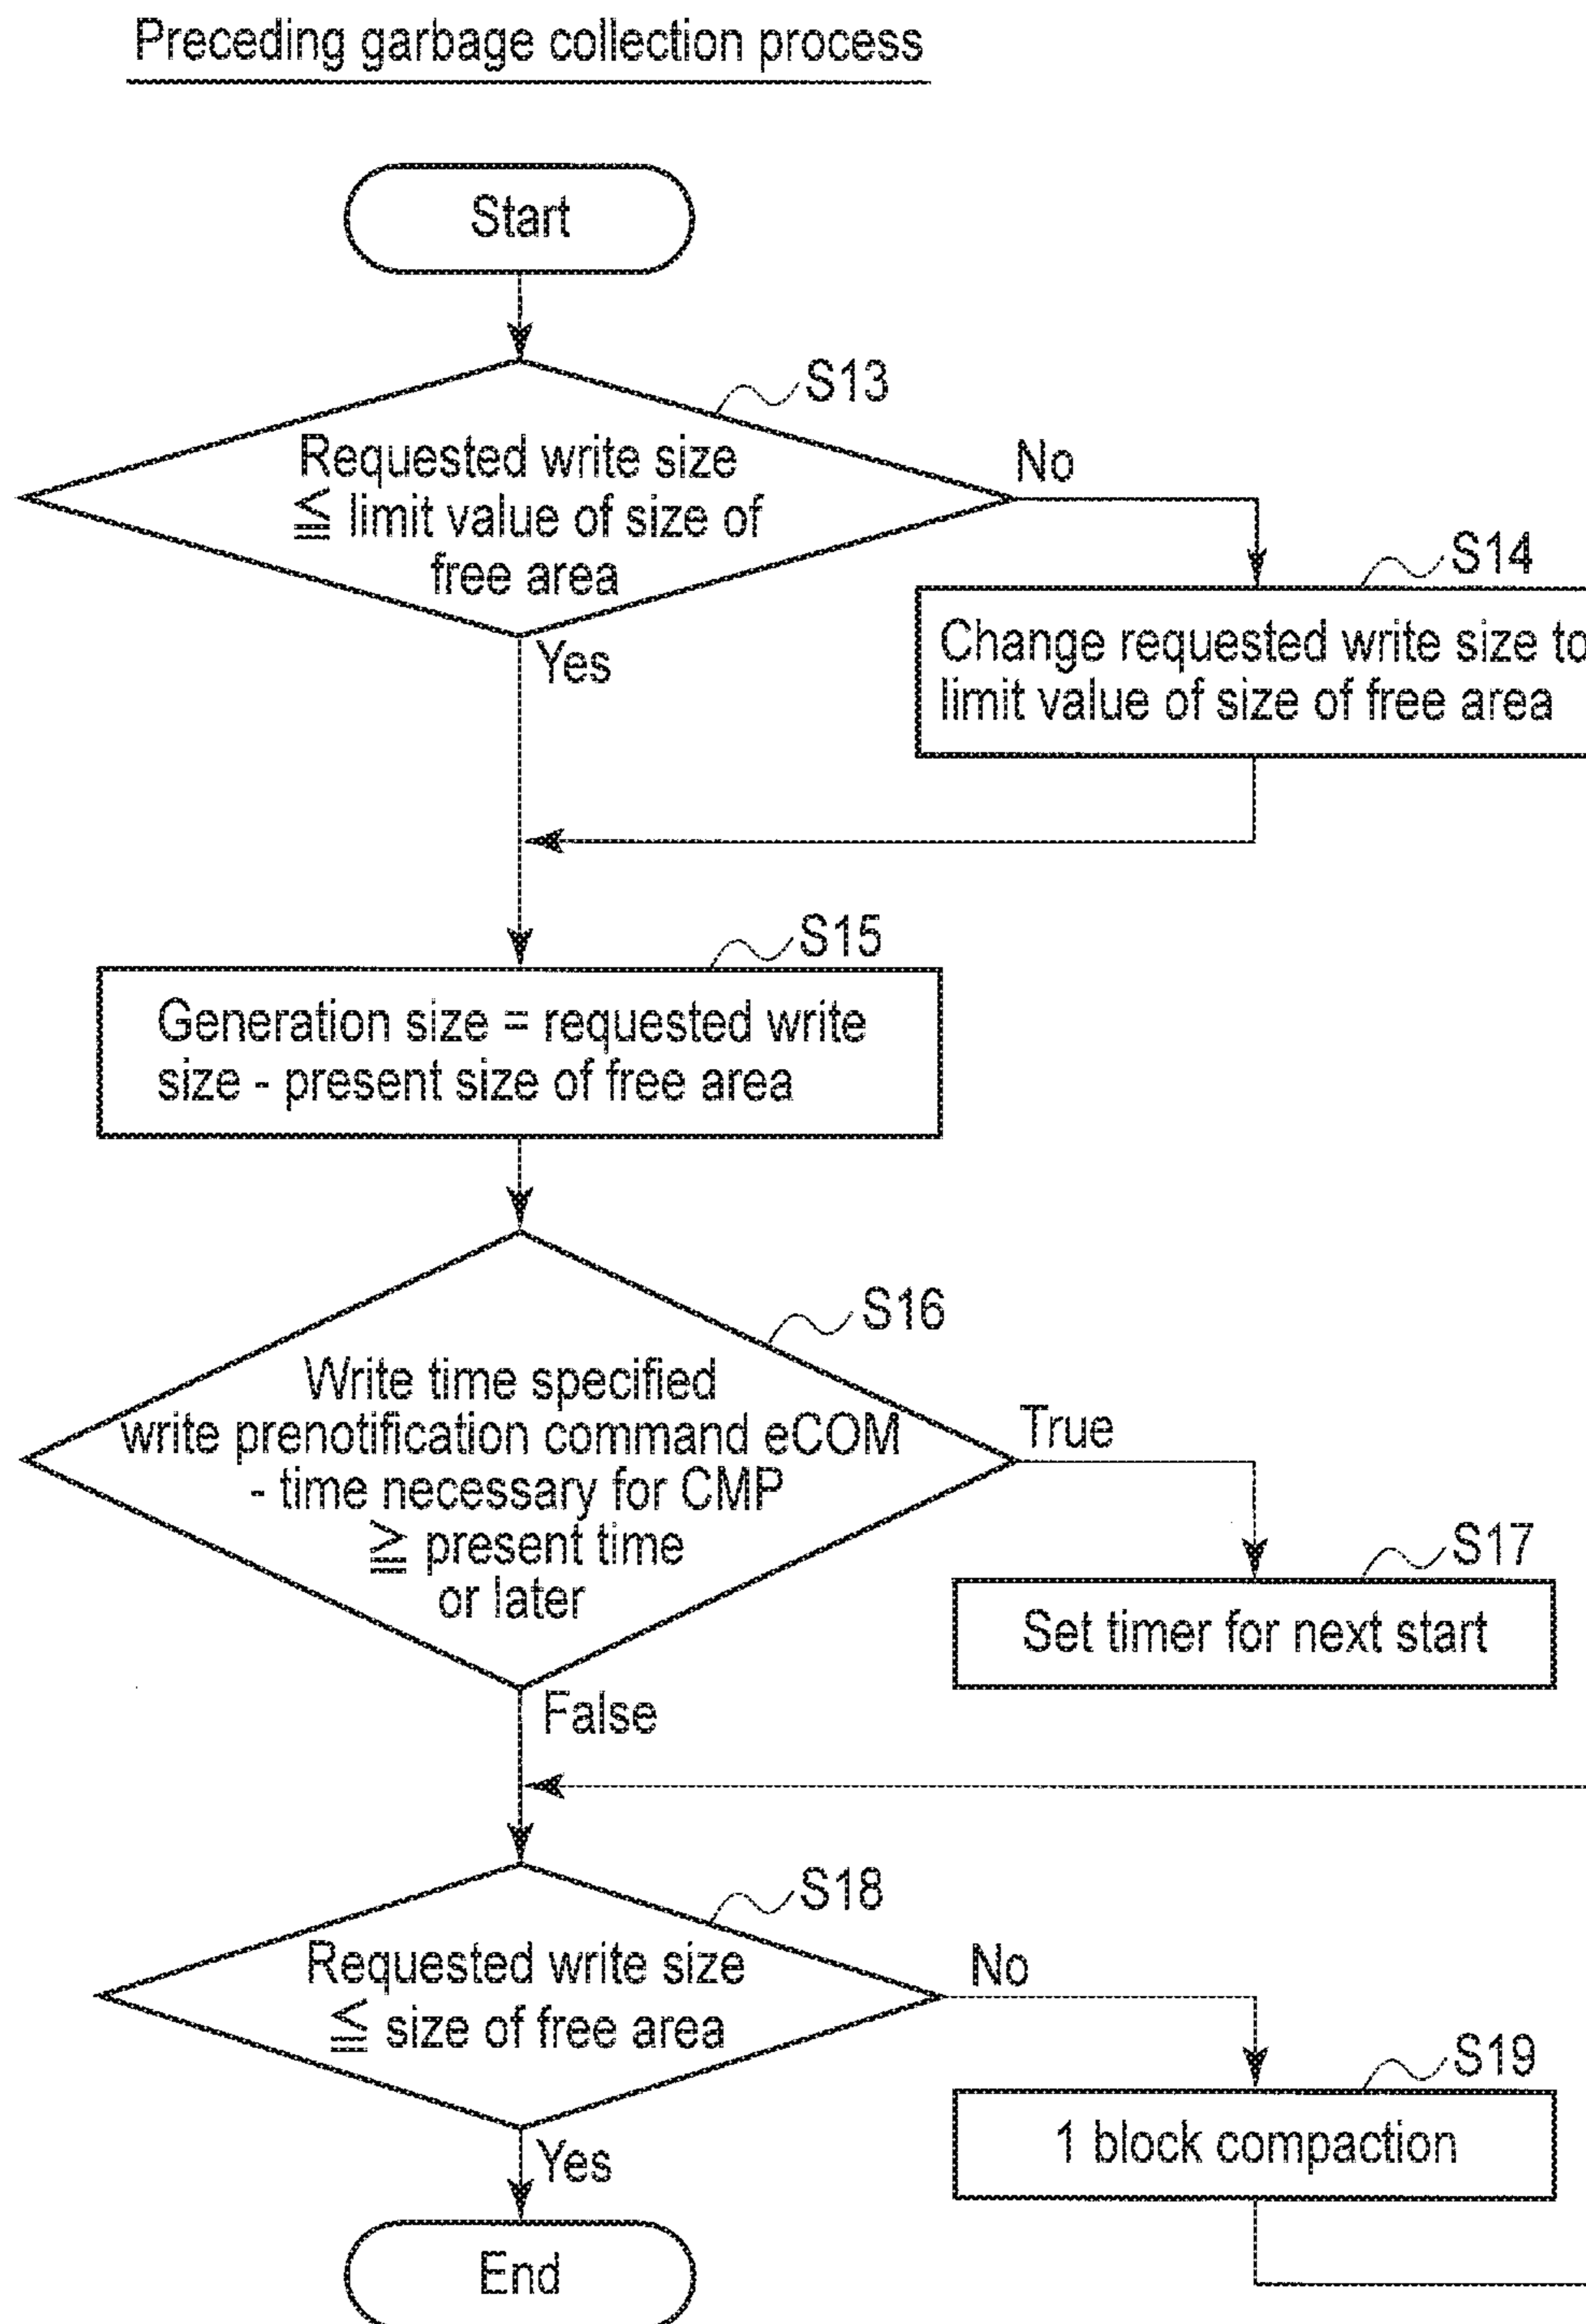 Preceding garbage collection process
Start
S13
Requested write size
≦ limit value of size of
free area
No
Yes
S14
Change requested write size to
limit value of size of free area
S15
Generation size = requested write
size - present size of free area
S16
Write time specified
write prenotification command eCOM
- time necessary for CMP
≧ present time
or later
True
False
S17
Set timer for next start
S18
Requested write size
≦ size of free area
No
Yes
S19
1 block compaction
End